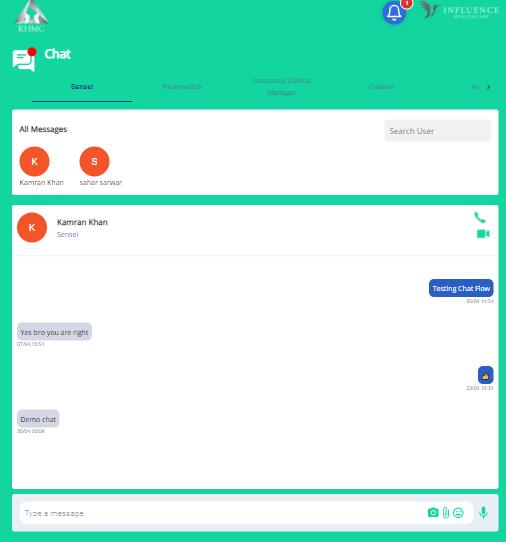 KHMC
1
INFLUENCE
HEALTHCARE
Chat
Sensei
Paramedics
Insurance Claims
Manager
Cashier
All Messages
Search User
K
S
Kamran Khan
sahar sarwar
K
Kamran Khan
Sensei
Testing Chat Flow
05/04 14:54
Yes bro you are right
07/04 15:51
👍
23/04 15:31
Demo chat
30/04 00:08
Type a message